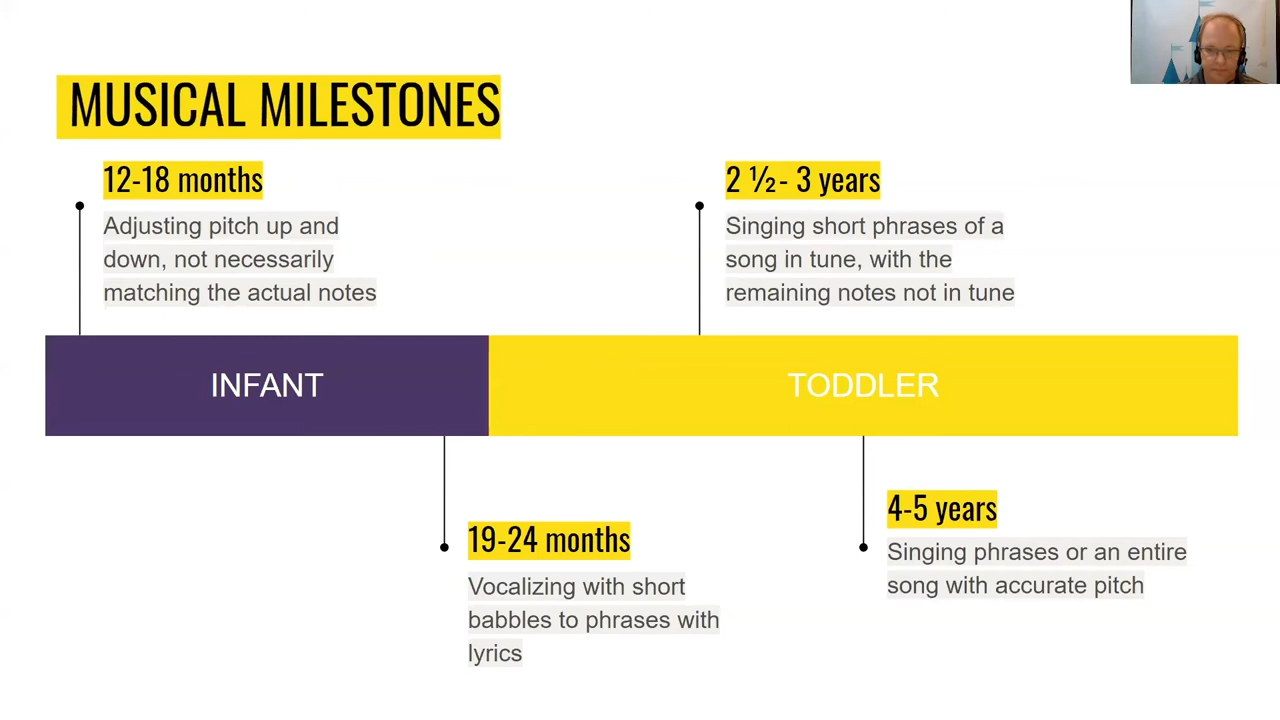 MUSICAL MILESTONES
12-18 months
Adjusting pitch up and
down, not necessarily
matching the actual notes
2 ½- 3 years
Singing short phrases of a
song in tune, with the
remaining notes not in tune
INFANT
TODDLER
19-24 months
Vocalizing with short
babbles to phrases with
lyrics
4-5 years
Singing phrases or an entire
song with accurate pitch